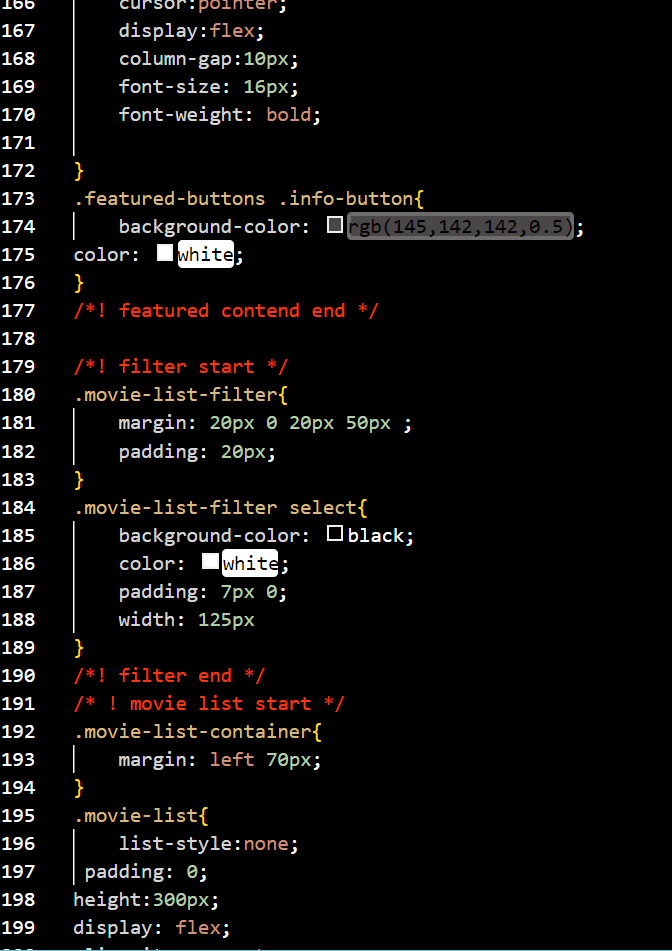 166 cursor:pointer;
167 display:flex;
168 column-gap:10px;
169 font-size: 16px;
170 font-weight: bold;
171
172 }
173 .featured-buttons .info-button{
174 background-color: rgb(145,142,142,0.5);
175 color: white;
176 }
177 /*! featured contend end */
178
179 /*! filter start */
180 .movie-list-filter{
181 margin: 20px 0 20px 50px ;
182 padding: 20px;
183 }
184 .movie-list-filter select{
185 background-color: black;
186 color: white;
187 padding: 7px 0;
188 width: 125px
189 }
190 /*! filter end */
191 /* ! movie list start */
192 .movie-list-container{
193 margin: left 70px;
194 }
195 .movie-list{
196 list-style:none;
197 padding: 0;
198 height:300px;
199 display: flex;